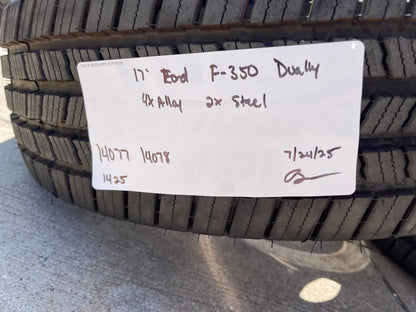 17" Ford F-350 Dually
4x Alloy 2x Steel
14077 14078 7/24/25
1425